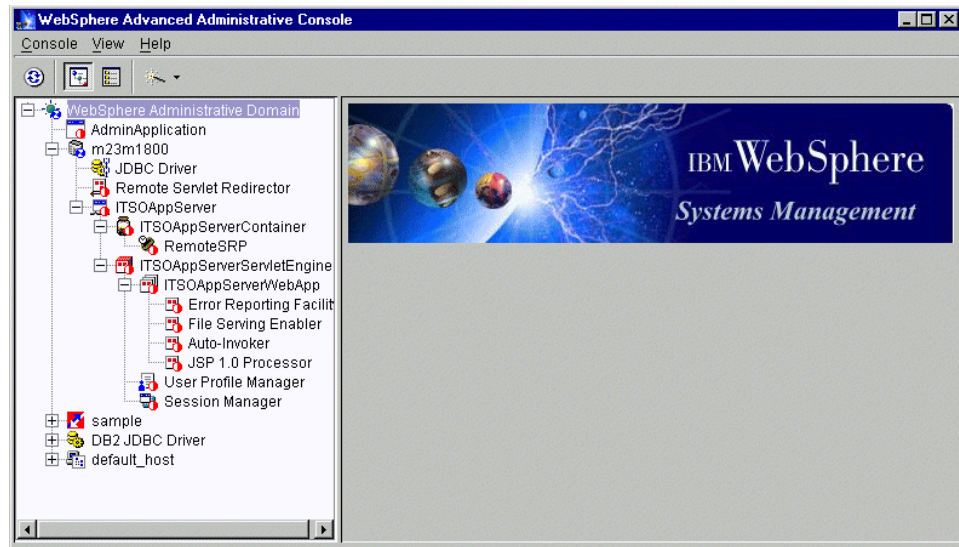 WebSphere Advanced Administrative Console
Console View Help
WebSphere Administrative Domain
AdminApplication
m23m1800
JDBC Driver
Remote Servlet Redirector
ITSOAppServer
ITSOAppServerContainer
RemoteSRP
ITSOAppServerServletEngine
ITSOAppServerWebApp
Error Reporting Facilit
File Serving Enabler
Auto-Invoker
JSP 1.0 Processor
User Profile Manager
Session Manager
sample
DB2 JDBC Driver
default_host
IBM WebSphere
Systems Management